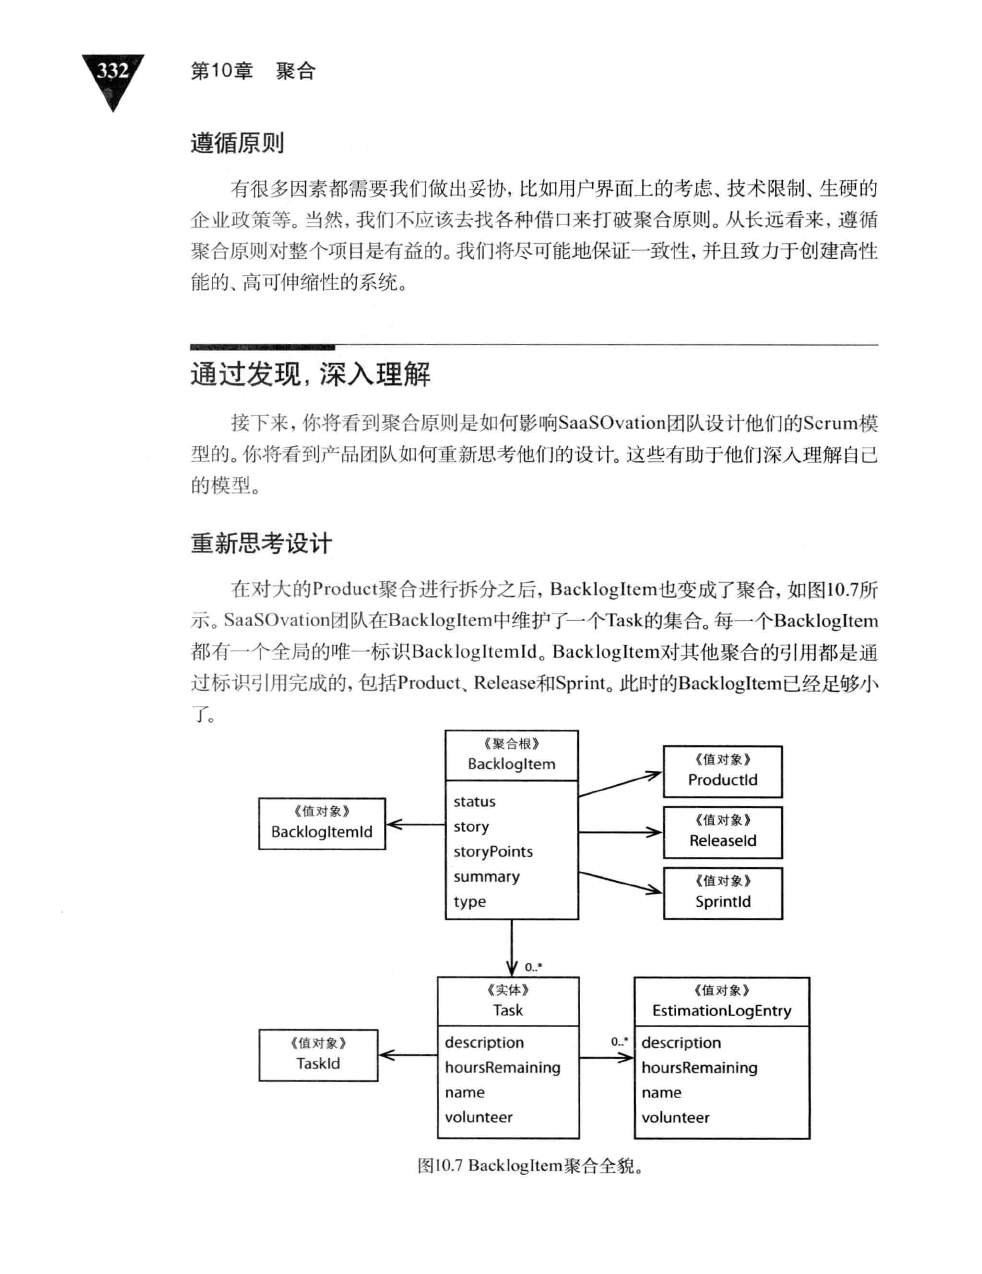 332
第10章 聚合
遵循原则
有很多因素都需要我们做出妥协，比如用户界面上的考虑、技术限制、生硬的
企业政策等。当然，我们不应该去找各种借口来打破聚合原则。从长远看来，遵循
聚合原则对整个项目是有益的。我们将尽可能地保证一致性，并且致力于创建高性
能的、高可伸缩性的系统。
通过发现，深入理解
接下来，你将看到聚合原则是如何影响SaaSOvation团队设计他们的Scrum模
型的。你将看到产品团队如何重新思考他们的设计。这些有助于他们深入理解自己
的模型。
重新思考设计
在对大的Product聚合进行拆分之后，BacklogItem也变成了聚合，如图10.7所
示。SaaSOvation团队在BacklogItem中维护了一个Task的集合。每一个BacklogItem
都有一个全局的唯一标识BacklogItemId。BacklogItem对其他聚合的引用都是通
过标识引用完成的，包括Product、Release和Sprint。此时的BacklogItem已经足够小
了。
《聚合根》
BacklogItem
status
story
storyPoints
summary
type
《值对象》
BacklogItemId
《值对象》
ProductId
《值对象》
ReleaseId
《值对象》
SprintId
0..*
《实体》
Task
description
hoursRemaining
name
volunteer
《值对象》
TaskId
0..*
《值对象》
EstimationLogEntry
description
hoursRemaining
name
volunteer
图10.7 BacklogItem聚合全貌。